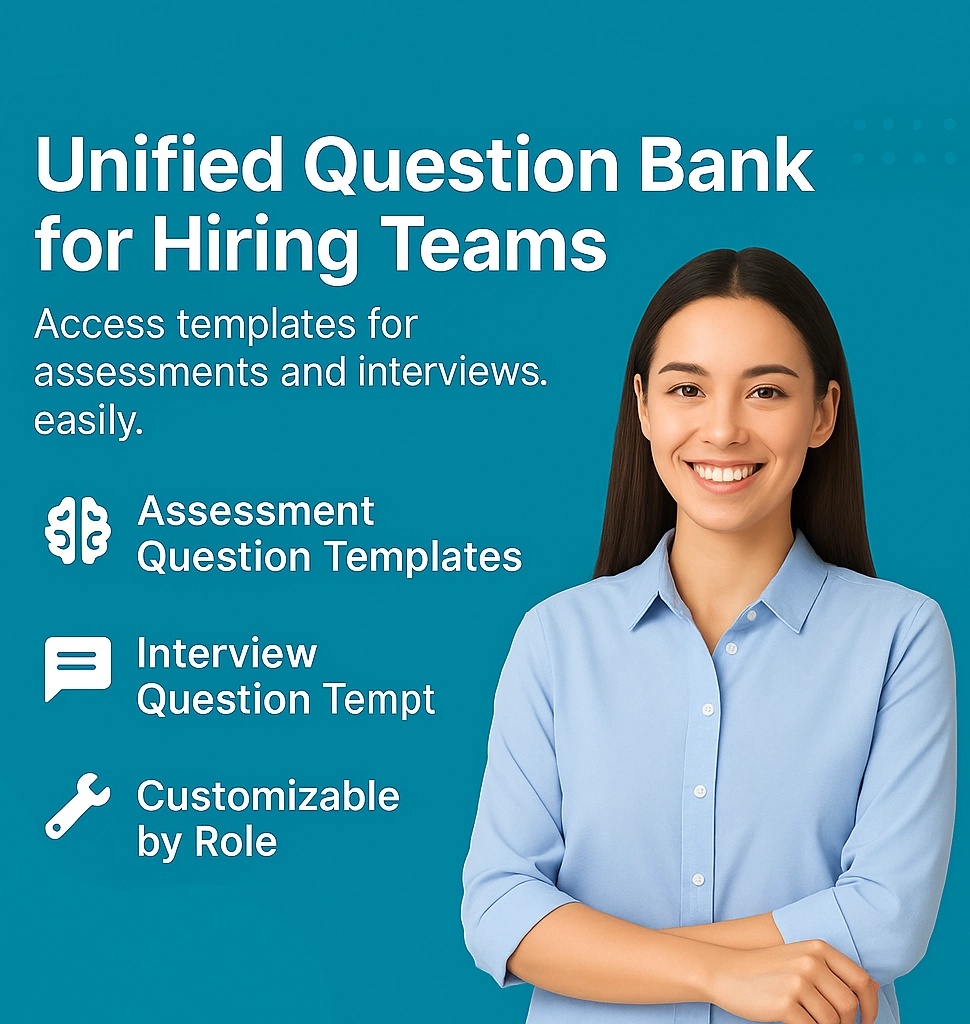 Unified Question Bank
for Hiring Teams
Access templates for
assessments and interviews.
easily.
Assessment
Question Templates
Interview
Question Tempt
Customizable
by Role